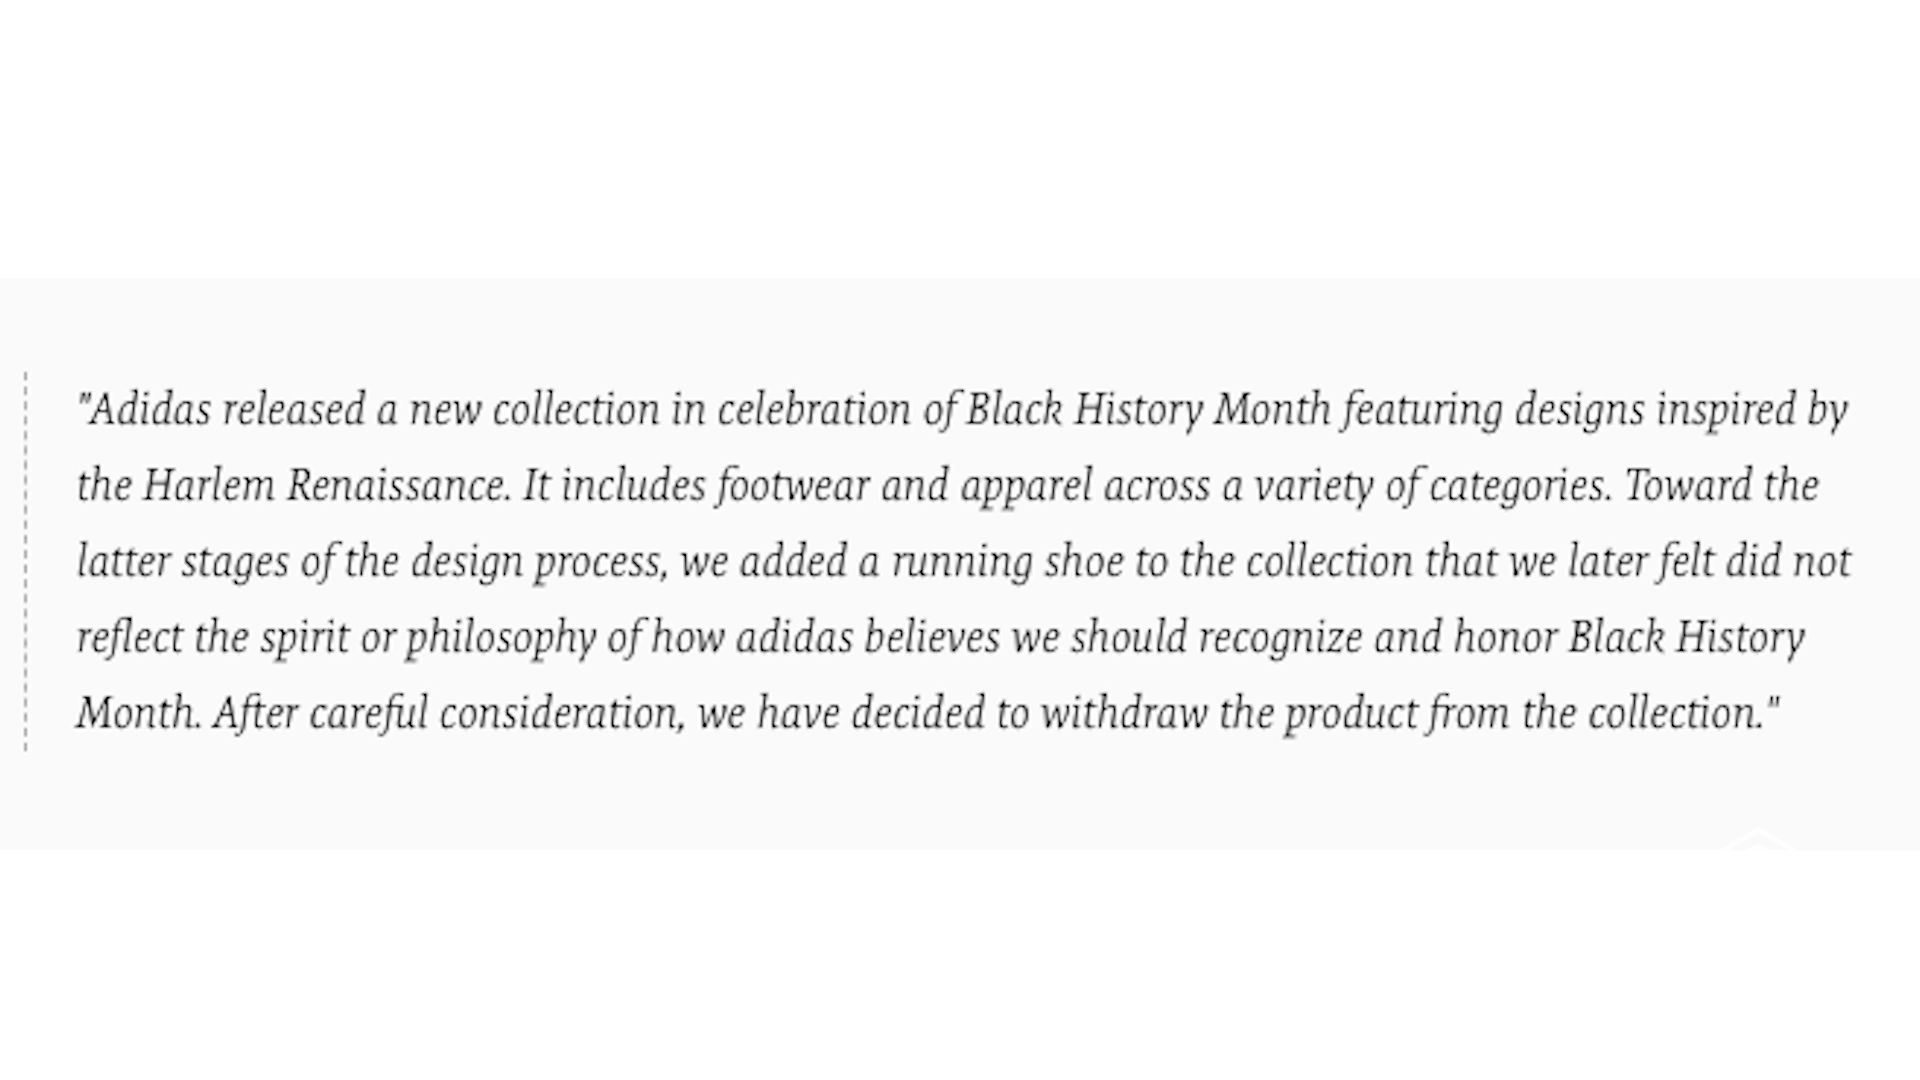 "Adidas released a new collection in celebration of Black History Month featuring designs inspired by
the Harlem Renaissance. It includes footwear and apparel across a variety of categories. Toward the
latter stages of the design process, we added a running shoe to the collection that we later felt did not
reflect the spirit or philosophy of how adidas believes we should recognize and honor Black History
Month. After careful consideration, we have decided to withdraw the product from the collection."